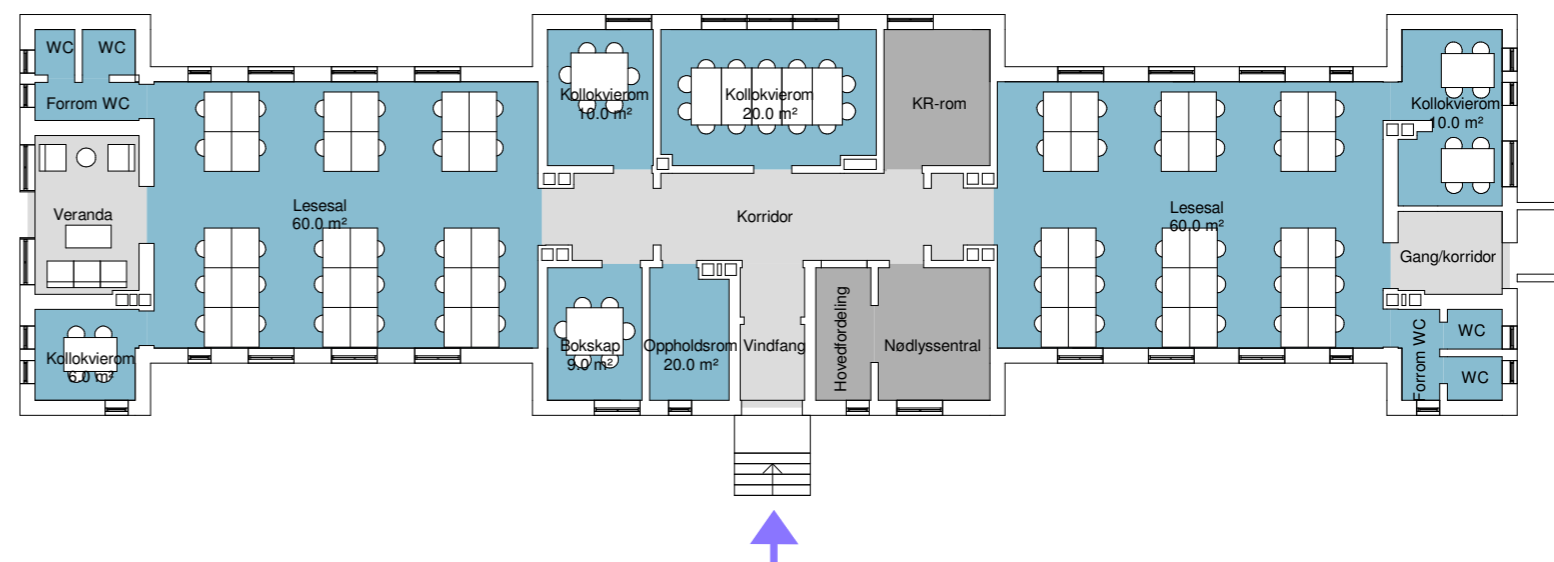 WC
WC
Forrom WC
Veranda
Kollokvierom
6.0 m²
Lesesal
60.0 m²
Kollokvierom
10.0 m²
Kollokvierom
20.0 m²
KR-rom
Korridor
Bokskap
9.0 m²
Oppholdsrom
20.0 m²
Vindfang
Hovedfordeling
Nødlyssentral
Lesesal
60.0 m²
Kollokvierom
10.0 m²
Gang/korridor
Forrom WC
WC
WC